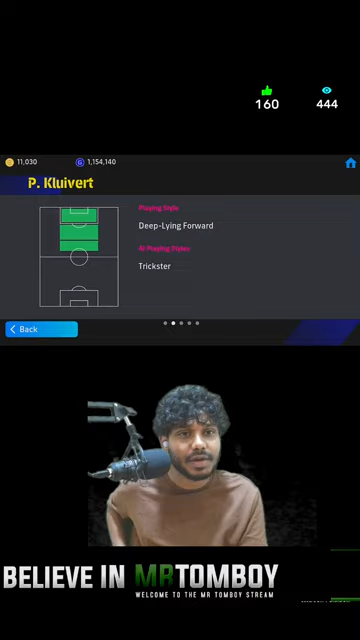 160
444
11,030
1,154,140
P. Kluivert
Playing Style
Deep-Lying Forward
AI Playing Styles
Trickster
Back
BELIEVE IN MRTOMBOY
WELCOME TO THE MR TOMBOY STREAM